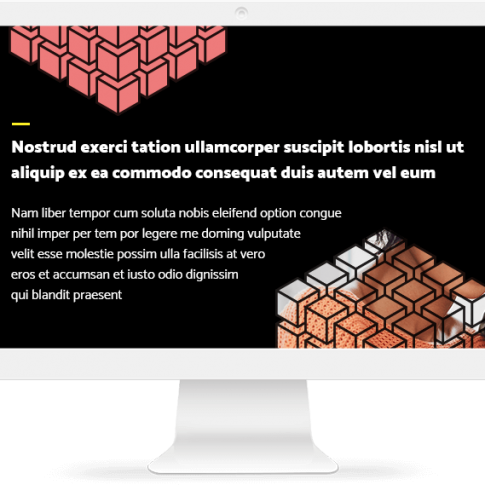 Nostrud exerci tation ullamcorper suscipit lobortis nisl ut
aliquip ex ea commodo consequat duis autem vel eum
Nam liber tempor cum soluta nobis eleifend option congue
nihil imper per tem por legere me doming vulputate
velit esse molestie possim ulla facilisis at vero
eros et accumsan et iusto odio dignissim
qui blandit praesent